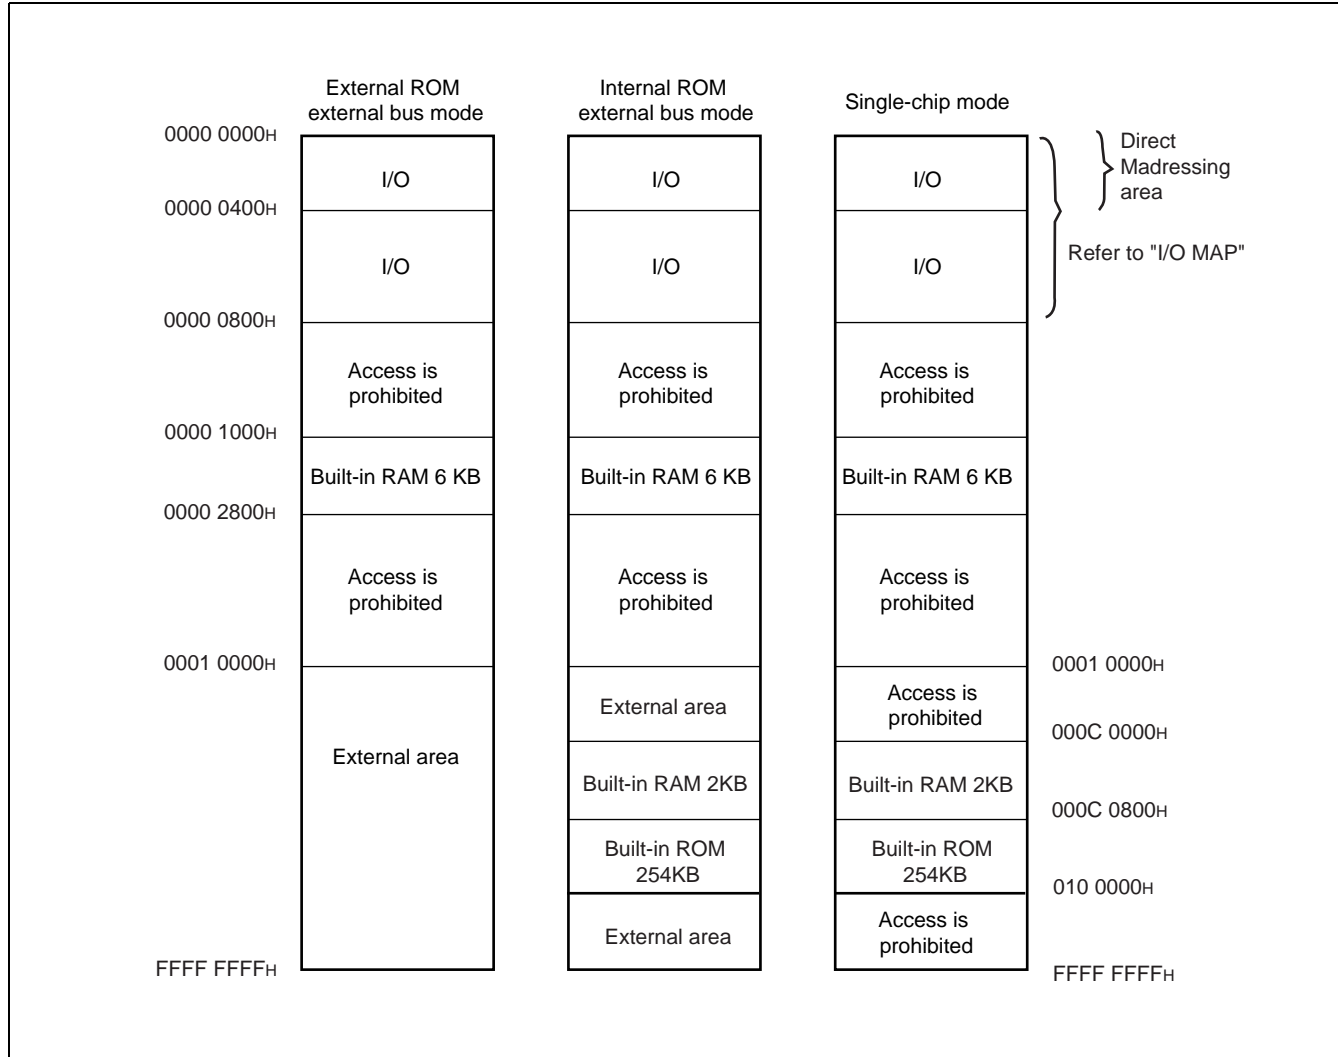 External ROM
external bus mode
Internal ROM
external bus mode
Single-chip mode
0000 0000H
I/O
I/O
I/O
Direct
Madressing
area
0000 0400H
I/O
I/O
I/O
Refer to "I/O MAP"
0000 0800H
Access is
prohibited
Access is
prohibited
Access is
prohibited
0000 1000H
Built-in RAM 6 KB
Built-in RAM 6 KB
Built-in RAM 6 KB
0000 2800H
Access is
prohibited
Access is
prohibited
Access is
prohibited
0001 0000H
0001 0000H
External area
External area
Access is
prohibited
000C 0000H
Built-in RAM 2KB
Built-in RAM 2KB
000C 0800H
Built-in ROM
254KB
Built-in ROM
254KB
010 0000H
External area
Access is
prohibited
FFFF FFFFH
FFFF FFFFH